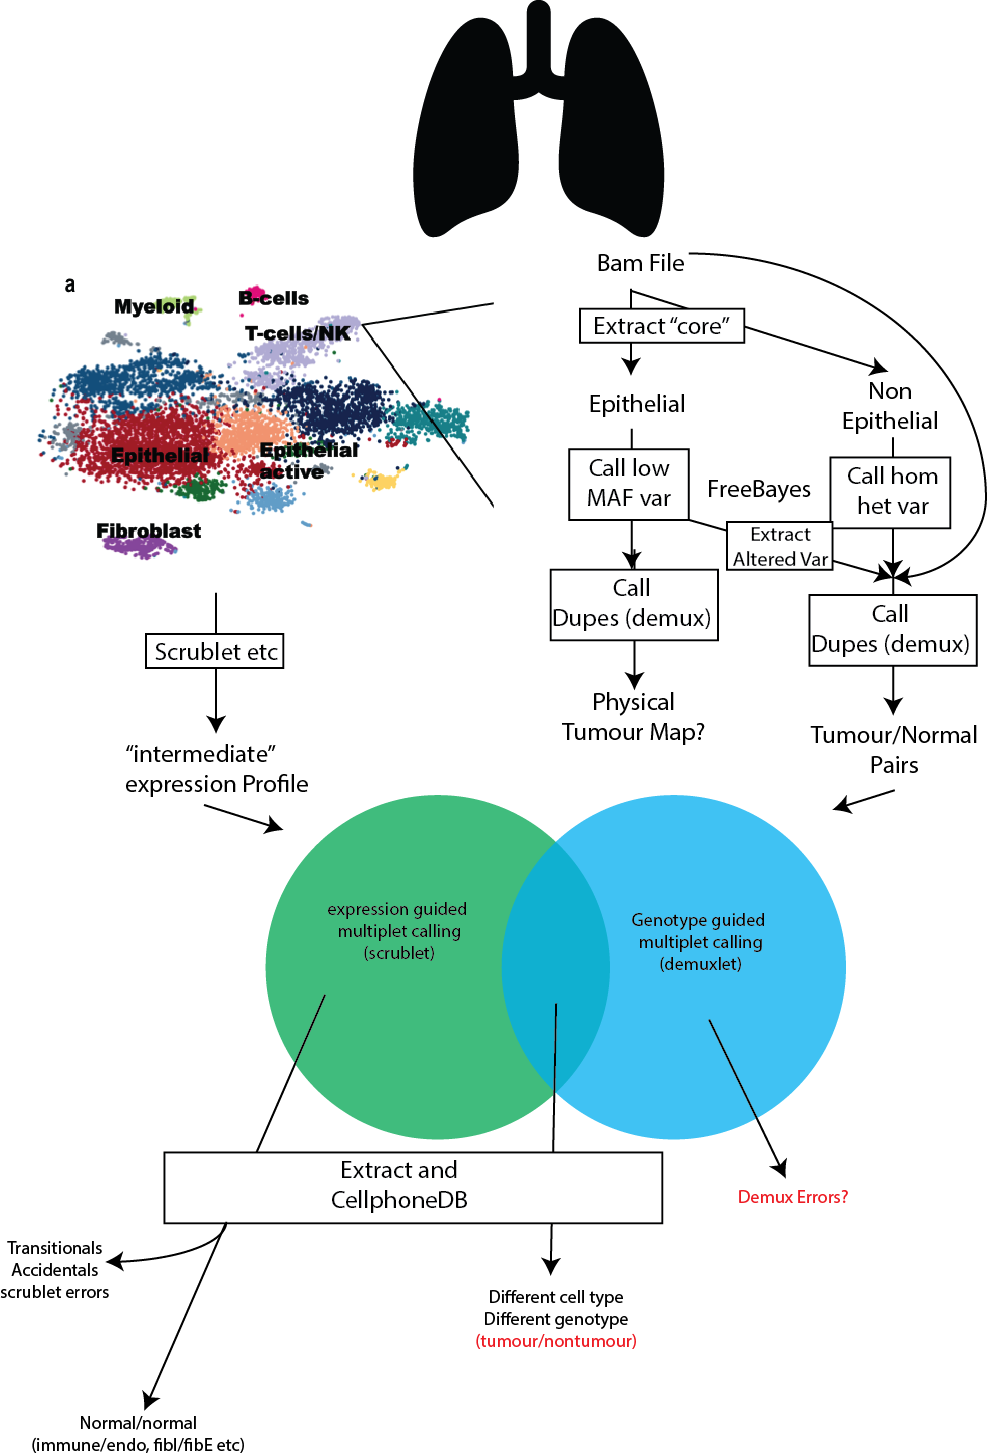 Bam File
a
Myeloid
B-cells
T-cells/NK
Epithelial
Epithelial
active
Fibroblast
Extract “core”
Epithelial
Non
Epithelial
Call low
MAF var
FreeBayes
Call hom
het var
Extract
Altered Var
Call
Dupes (demux)
Call
Dupes (demux)
Scrublet etc
Physical
Tumour Map?
Tumour/Normal
Pairs
“intermediate”
expression Profile
expression guided
multiplet calling
(scrublet)
Genotype guided
multiplet calling
(demuxlet)
Extract and
CellphoneDB
Demux Errors?
Transitionals
Accidentals
scrublet errors
Different cell type
Different genotype
(tumour/nontumour)
Normal/normal
(immune/endo, fibl/fibE etc)